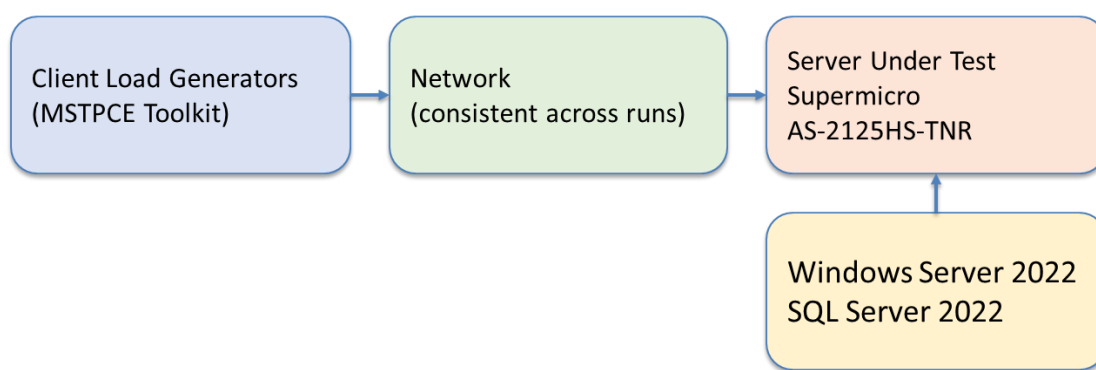 Client Load Generators
(MSTPCE Toolkit)
Network
(consistent across runs)
Server Under Test
Supermicro
AS-2125HS-TNR
Windows Server 2022
SQL Server 2022